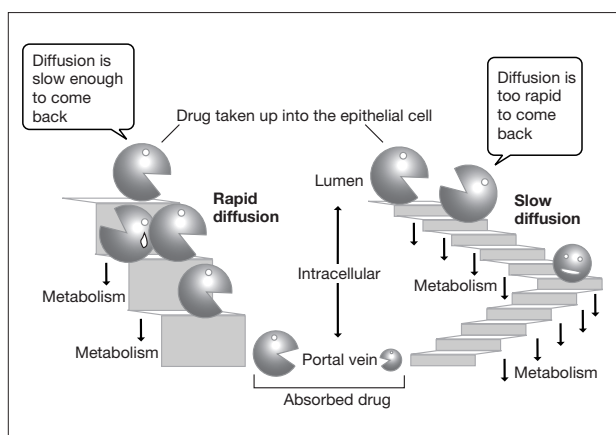 Diffusion is
slow enough
to come
back
Diffusion is
too rapid
to come
back
Drug taken up into the epithelial cell
Lumen
Rapid
diffusion
Slow
diffusion
Intracellular
Metabolism
Metabolism
Metabolism
Metabolism
Portal vein
Absorbed drug